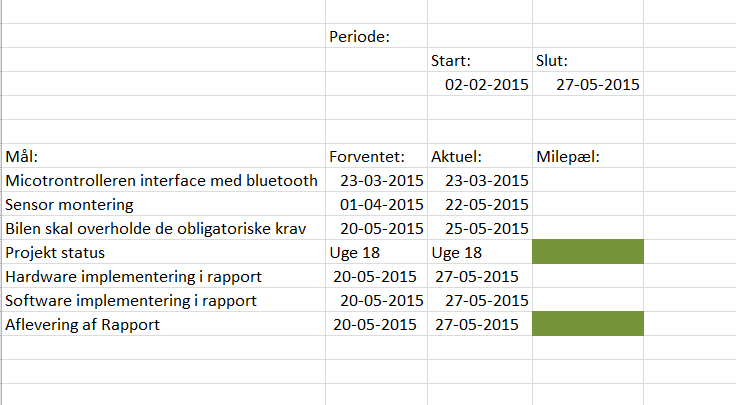 Periode:
Start: Slut:
02-02-2015 27-05-2015
Mål: Forventet: Aktuel: Milepæl:
Micotrontrolleren interface med bluetooth 23-03-2015 23-03-2015
Sensor montering 01-04-2015 22-05-2015
Bilen skal overholde de obligatoriske krav 20-05-2015 25-05-2015
Projekt status Uge 18 Uge 18
Hardware implementering i rapport 20-05-2015 27-05-2015
Software implementering i rapport 20-05-2015 27-05-2015
Aflevering af Rapport 20-05-2015 27-05-2015